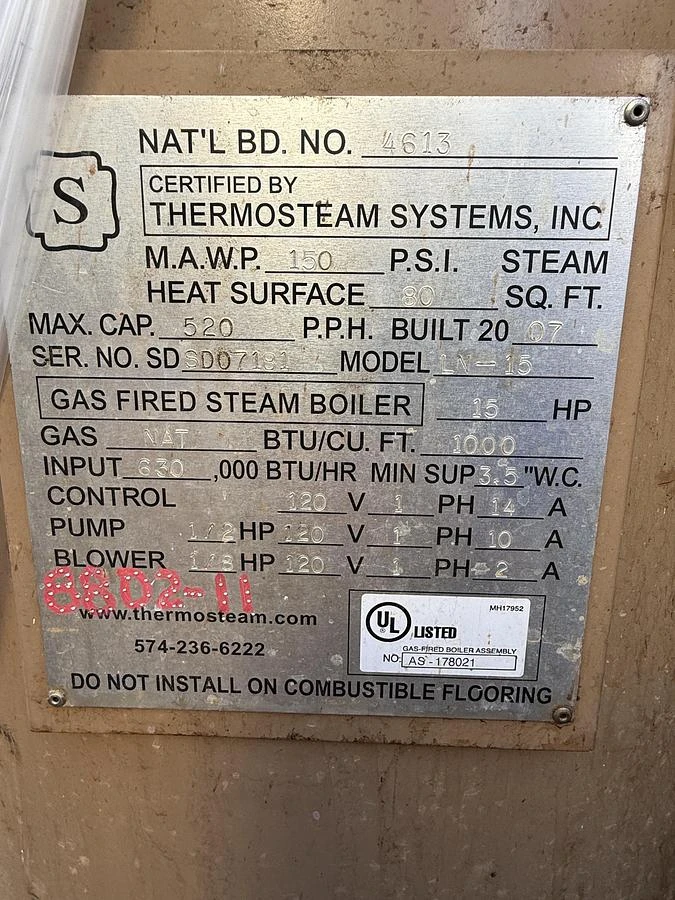 NAT'L BD. NO. 4613
S
CERTIFIED BY
THERMOSTEAM SYSTEMS, INC
M.A.W.P. 150 P.S.I. STEAM
HEAT SURFACE 80 SQ. FT.
MAX. CAP. 520 P.P.H. BUILT 20 07
SER. NO. SD SD07181 MODEL LN-15
GAS FIRED STEAM BOILER 15 HP
GAS NAT BTU/CU. FT. 1000
INPUT 630 ,000 BTU/HR MIN SUP 3.5 "W.C.
CONTROL 120 V 1 PH 14 A
PUMP 1/2 HP 120 V 1 PH 10 A
BLOWER 1/8 HP 120 V 1 PH 2 A
8802-11
www.thermosteam.com
574-236-6222
MH17952
UL LISTED
GAS-FIRED BOILER ASSEMBLY
NO: AS-178021
DO NOT INSTALL ON COMBUSTIBLE FLOORING